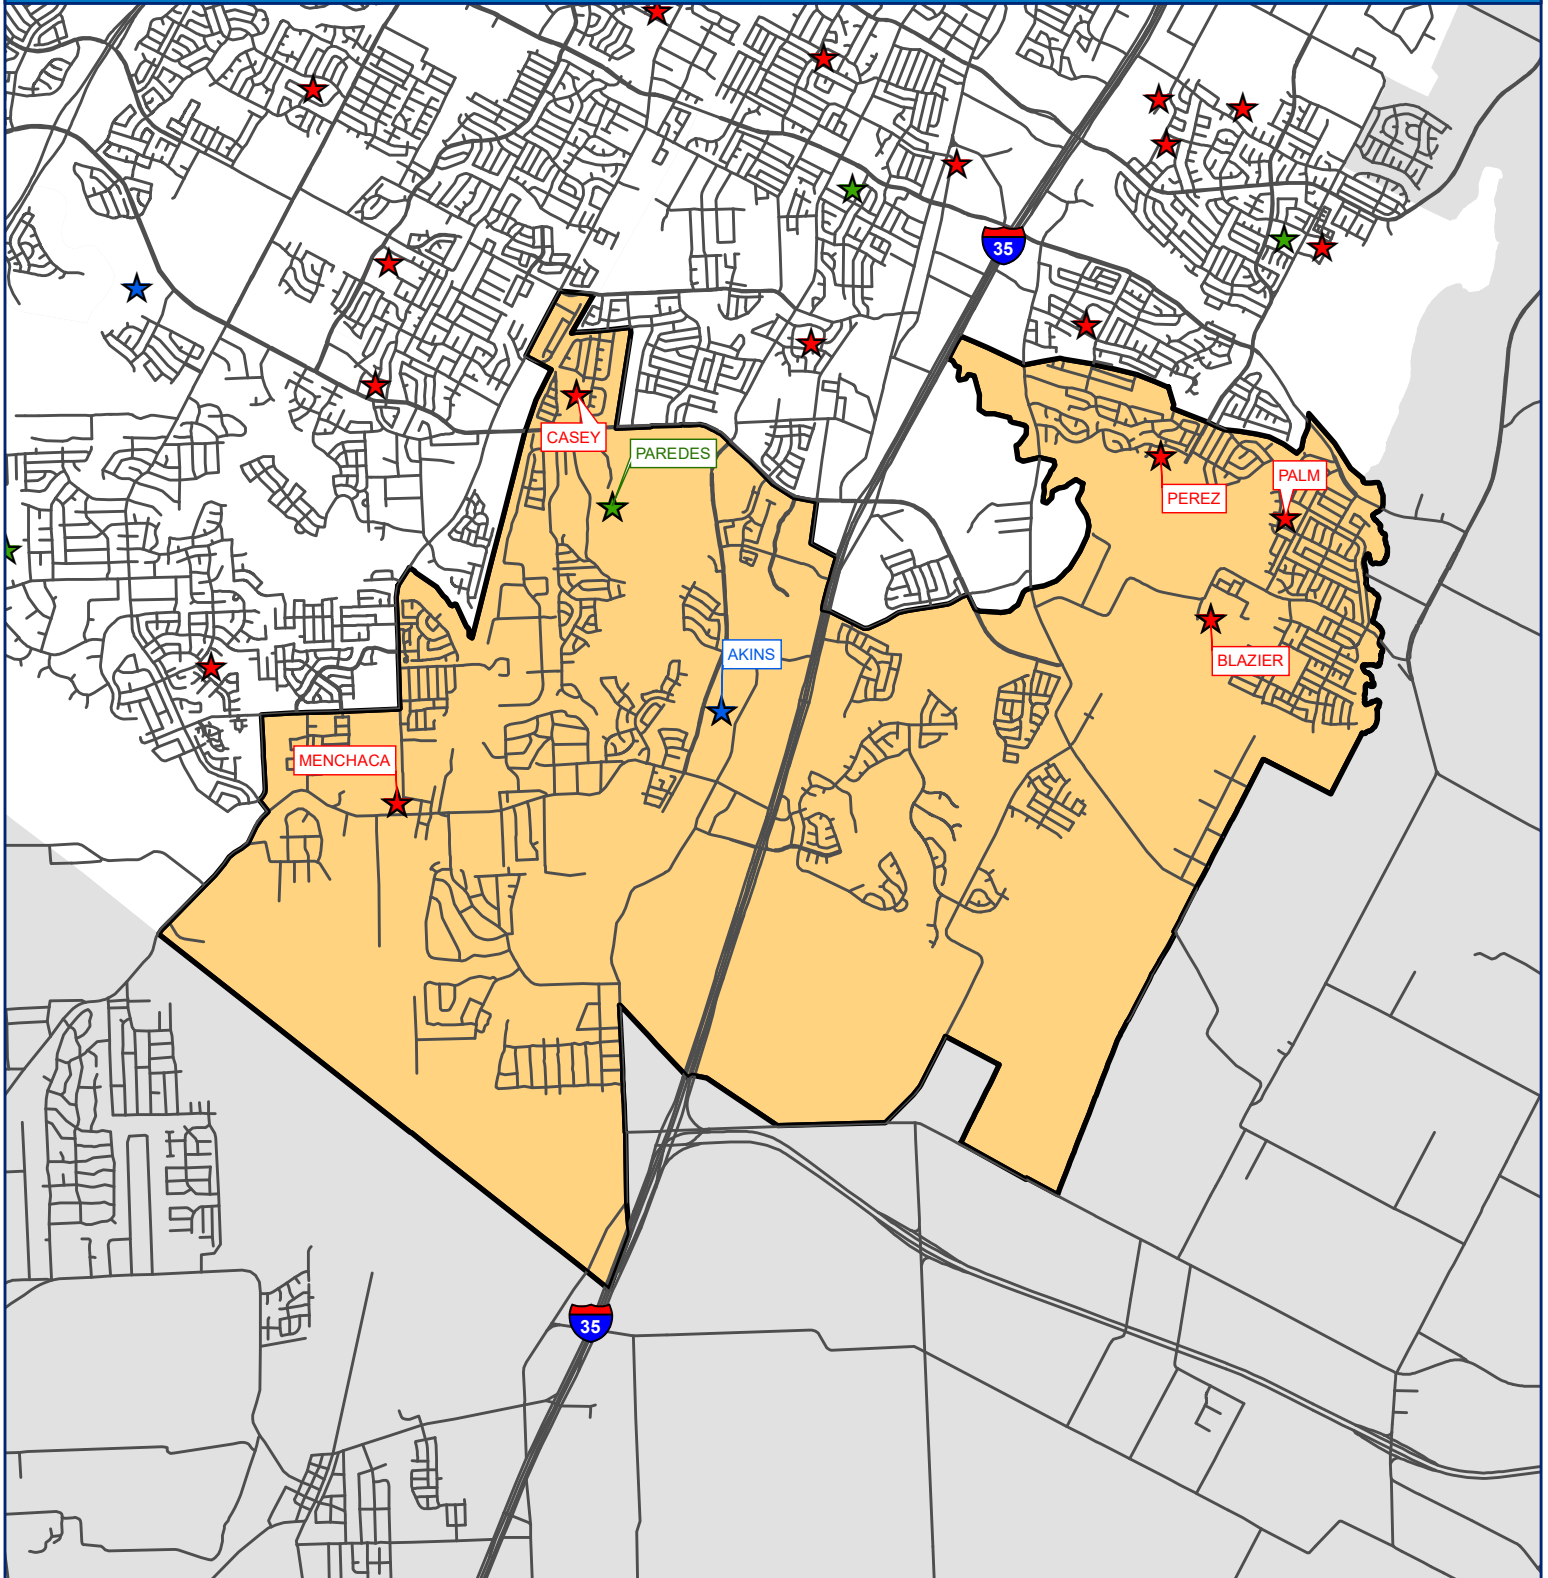 35
CASEY
PAREDES
PALM
PEREZ
AKINS
BLAZIER
MENCHACA
35